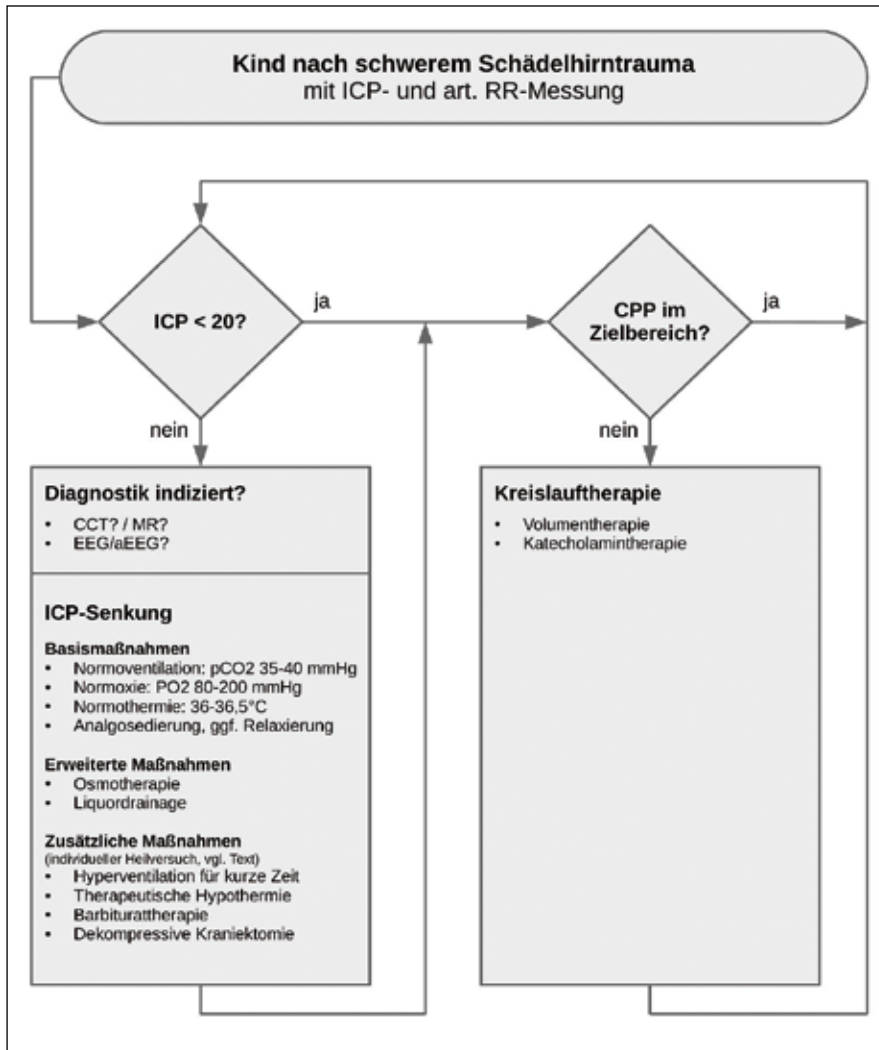 Kind nach schwerem Schädelhirntrauma
mit ICP- und art. RR-Messung
ICP < 20?
ja
nein
CPP im
Zielbereich?
ja
nein
Diagnostik indiziert?
• CCT? / MR?
• EEG/aEEG?
ICP-Senkung
Basismaßnahmen
• Normoventilation: pCO2 35-40 mmHg
• Normoxie: PO2 80-200 mmHg
• Normothermie: 36-36,5°C
• Analgosedierung, ggf. Relaxierung
Erweiterte Maßnahmen
• Osmotherapie
• Liquordrainage
Zusätzliche Maßnahmen
(individueller Heilversuch, vgl. Text)
• Hyperventilation für kurze Zeit
• Therapeutische Hypothermie
• Barbiturattherapie
• Dekompressive Kraniektomie
Kreislauftherapie
• Volumentherapie
• Katecholamintherapie